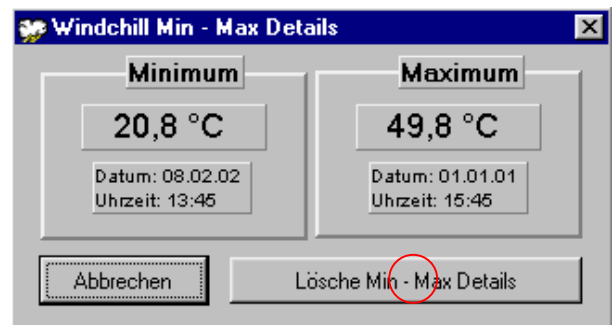 Windchill Min - Max Details
Minimum
20,8 °C
Datum: 08.02.02
Uhrzeit: 13:45
Maximum
49,8 °C
Datum: 01.01.01
Uhrzeit: 15:45
Abbrechen
Lösche Min - Max Details